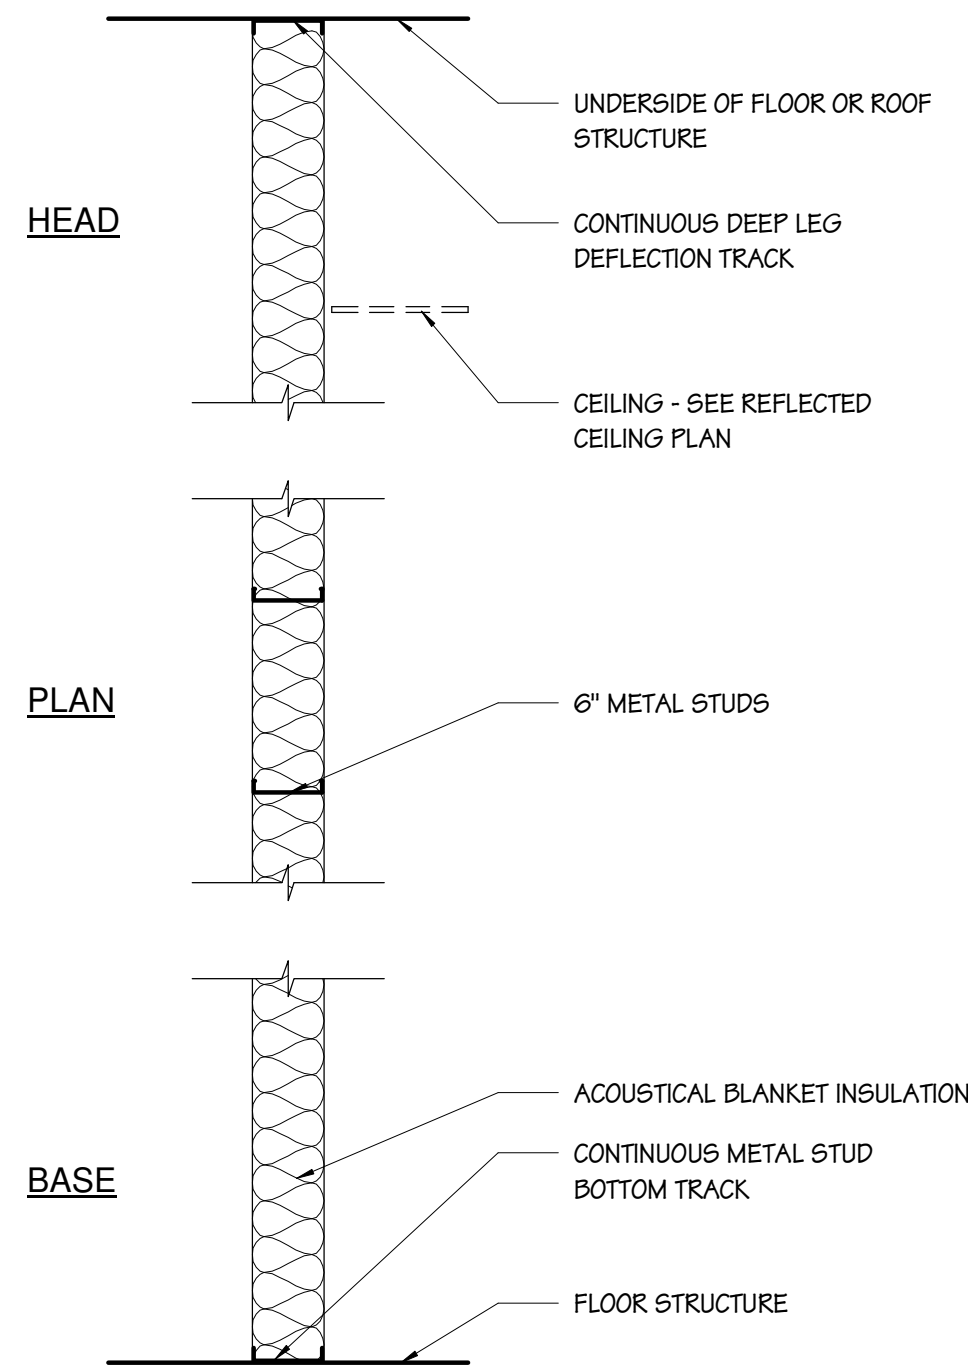 UNDERSIDE OF FLOOR OR ROOF
STRUCTURE
HEAD
CONTINUOUS DEEP LEG
DEFLECTION TRACK
CEILING - SEE REFLECTED
CEILING PLAN
PLAN
6" METAL STUDS
ACOUSTICAL BLANKET INSULATION
CONTINUOUS METAL STUD
BOTTOM TRACK
BASE
FLOOR STRUCTURE